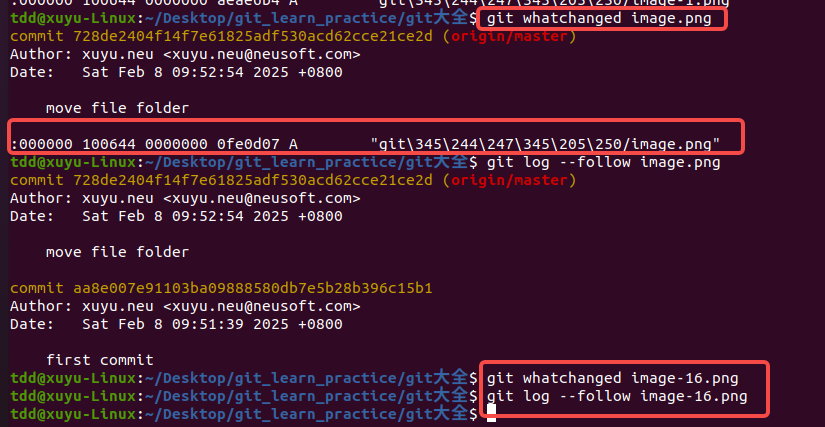 :000000 100644 0000000 aeae0b4 A "git\345\244\247\345\205\250/image-1.png"
tdd@xuyu-Linux:~/Desktop/git_learn_practice/git大全$ git whatchanged image.png
commit 728de2404f14f7e61825adf530acd62cce21ce2d (origin/master)
Author: xuyu.neu <xuyu.neu@neusoft.com>
Date:   Sat Feb 8 09:52:54 2025 +0800
move file folder
:000000 100644 0000000 0fe0d07 A "git\345\244\247\345\205\250/image.png"
tdd@xuyu-Linux:~/Desktop/git_learn_practice/git大全$ git log --follow image.png
commit 728de2404f14f7e61825adf530acd62cce21ce2d (origin/master)
Author: xuyu.neu <xuyu.neu@neusoft.com>
Date:   Sat Feb 8 09:52:54 2025 +0800
move file folder
commit aa8e007e91103ba09888580db7e5b28b396c15b1
Author: xuyu.neu <xuyu.neu@neusoft.com>
Date:   Sat Feb 8 09:51:39 2025 +0800
first commit
tdd@xuyu-Linux:~/Desktop/git_learn_practice/git大全$ git whatchanged image-16.png
tdd@xuyu-Linux:~/Desktop/git_learn_practice/git大全$ git log --follow image-16.png
tdd@xuyu-Linux:~/Desktop/git_learn_practice/git大全$